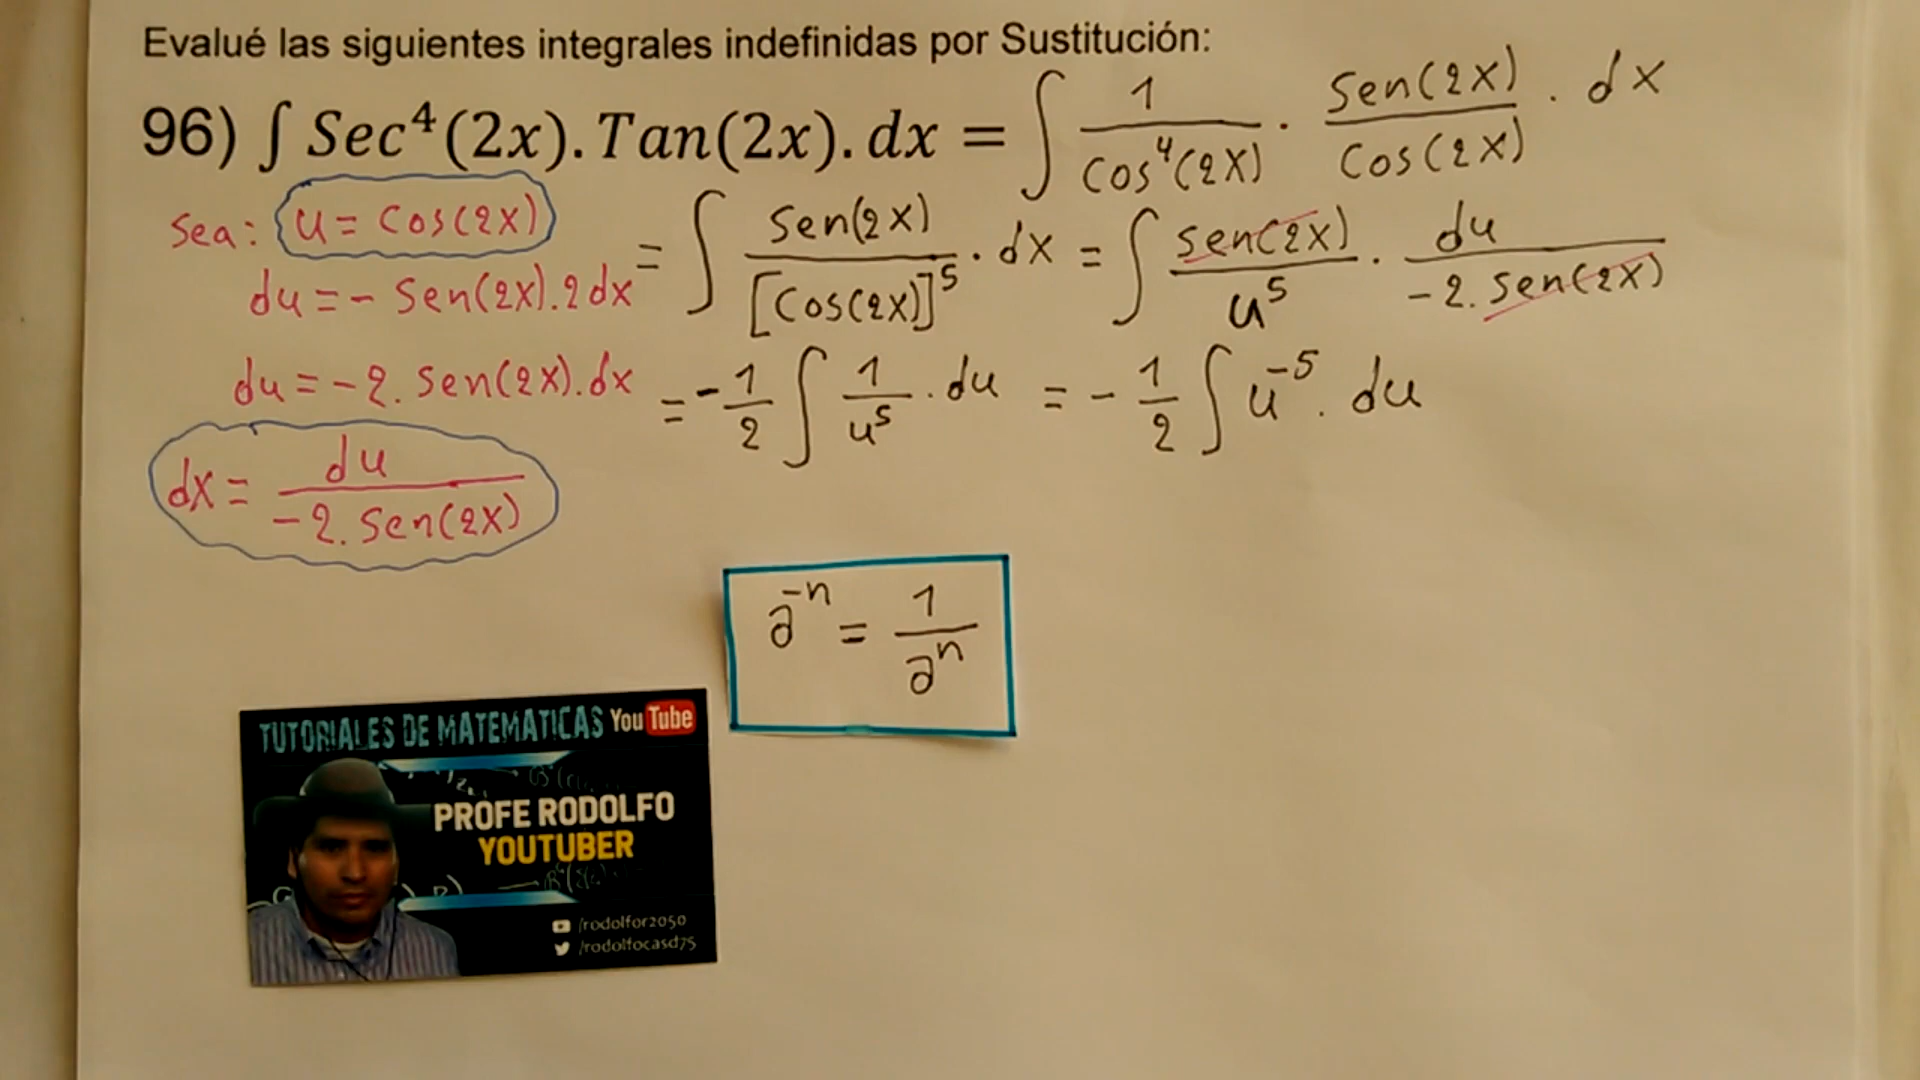 Evalué las siguientes integrales indefinidas por Sustitución:
96) ∫ Sec⁴(2x). Tan(2x). dx = ∫ 1/Cos⁴(2x) · Sen(2x)/Cos(2x) . dx
Sea: u = Cos(2x)
= ∫ Sen(2x)/[Cos(2x)]⁵ . dx = ∫ Sen(2x)/u⁵ . du/-2. Sen(2x)
du = - Sen(2x).2dx
du = -2. Sen(2x).dx
= -1/2 ∫ 1/u⁵ . du = -1/2 ∫ u⁻⁵ . du
dx = du/-2. Sen(2x)
a⁻ⁿ = 1/aⁿ
TUTORIALES DE MATEMATICAS YouTube
PROFE RODOLFO
YOUTUBER
/rodolfor2050
/rodolfocasd75